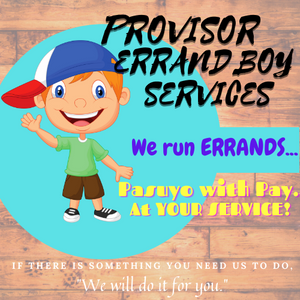 PROVISOR
ERRAND BOY
SERVICES
We run ERRANDS...
Pasuyo with Pay.
At YOUR SERVICE!
IF THERE IS SOMETHING YOU NEED US TO DO,
"We will do it for you."